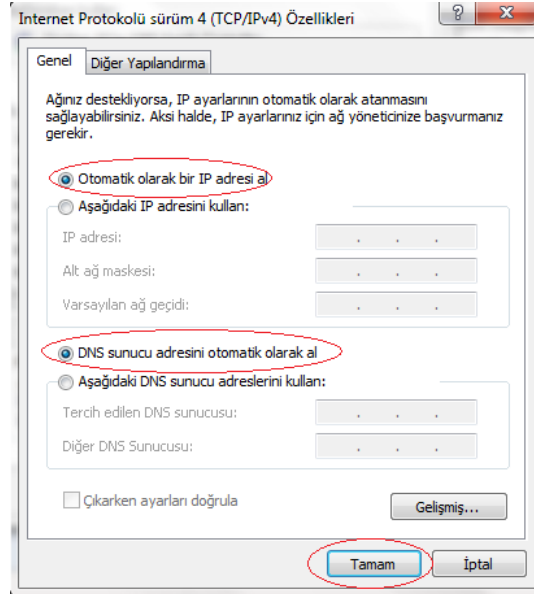 Internet Protokolü sürüm 4 (TCP/IPv4) Özellikleri
?
Genel
Diğer Yapılandırma
Ağınız destekliyorsa, IP ayarlarının otomatik olarak atanmasını
sağlayabilirsiniz. Aksi halde, IP ayarlarınız için ağ yöneticinize başvurmanız
gerekir.
Otomatik olarak bir IP adresi al
Aşağıdaki IP adresini kullan:
IP adresi:
Alt ağ maskesi:
Varsayılan ağ geçidi:
DNS sunucu adresini otomatik olarak al
Aşağıdaki DNS sunucu adreslerini kullan:
Tercih edilen DNS sunucusu:
Diğer DNS Sunucusu:
Çıkarken ayarları doğrula
Gelişmiş...
Tamam
İptal